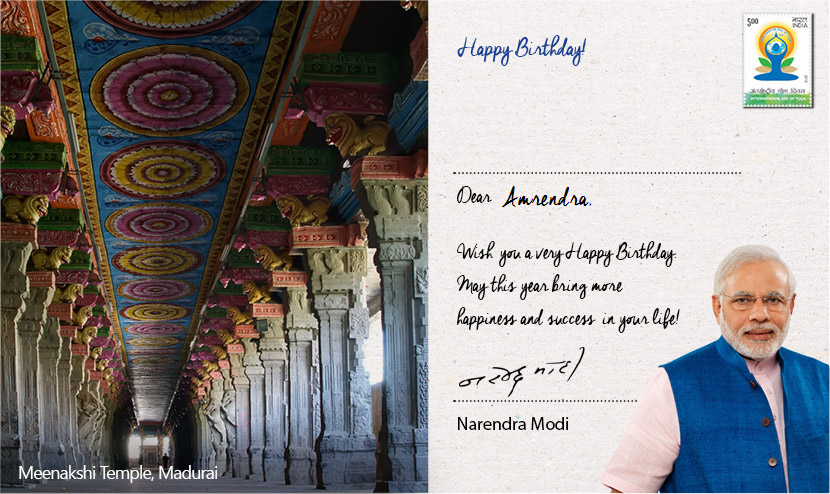 Happy Birthday!
5.00
भारत
INDIA
अंतर्राष्ट्रीय योग दिवस
INTERNATIONAL DAY OF YOGA
Dear Amrendra,
Wish you a very Happy Birthday.
May this year bring more
happiness and success in your life!
नरेन्द्र मोदी
Narendra Modi
Meenakshi Temple, Madurai